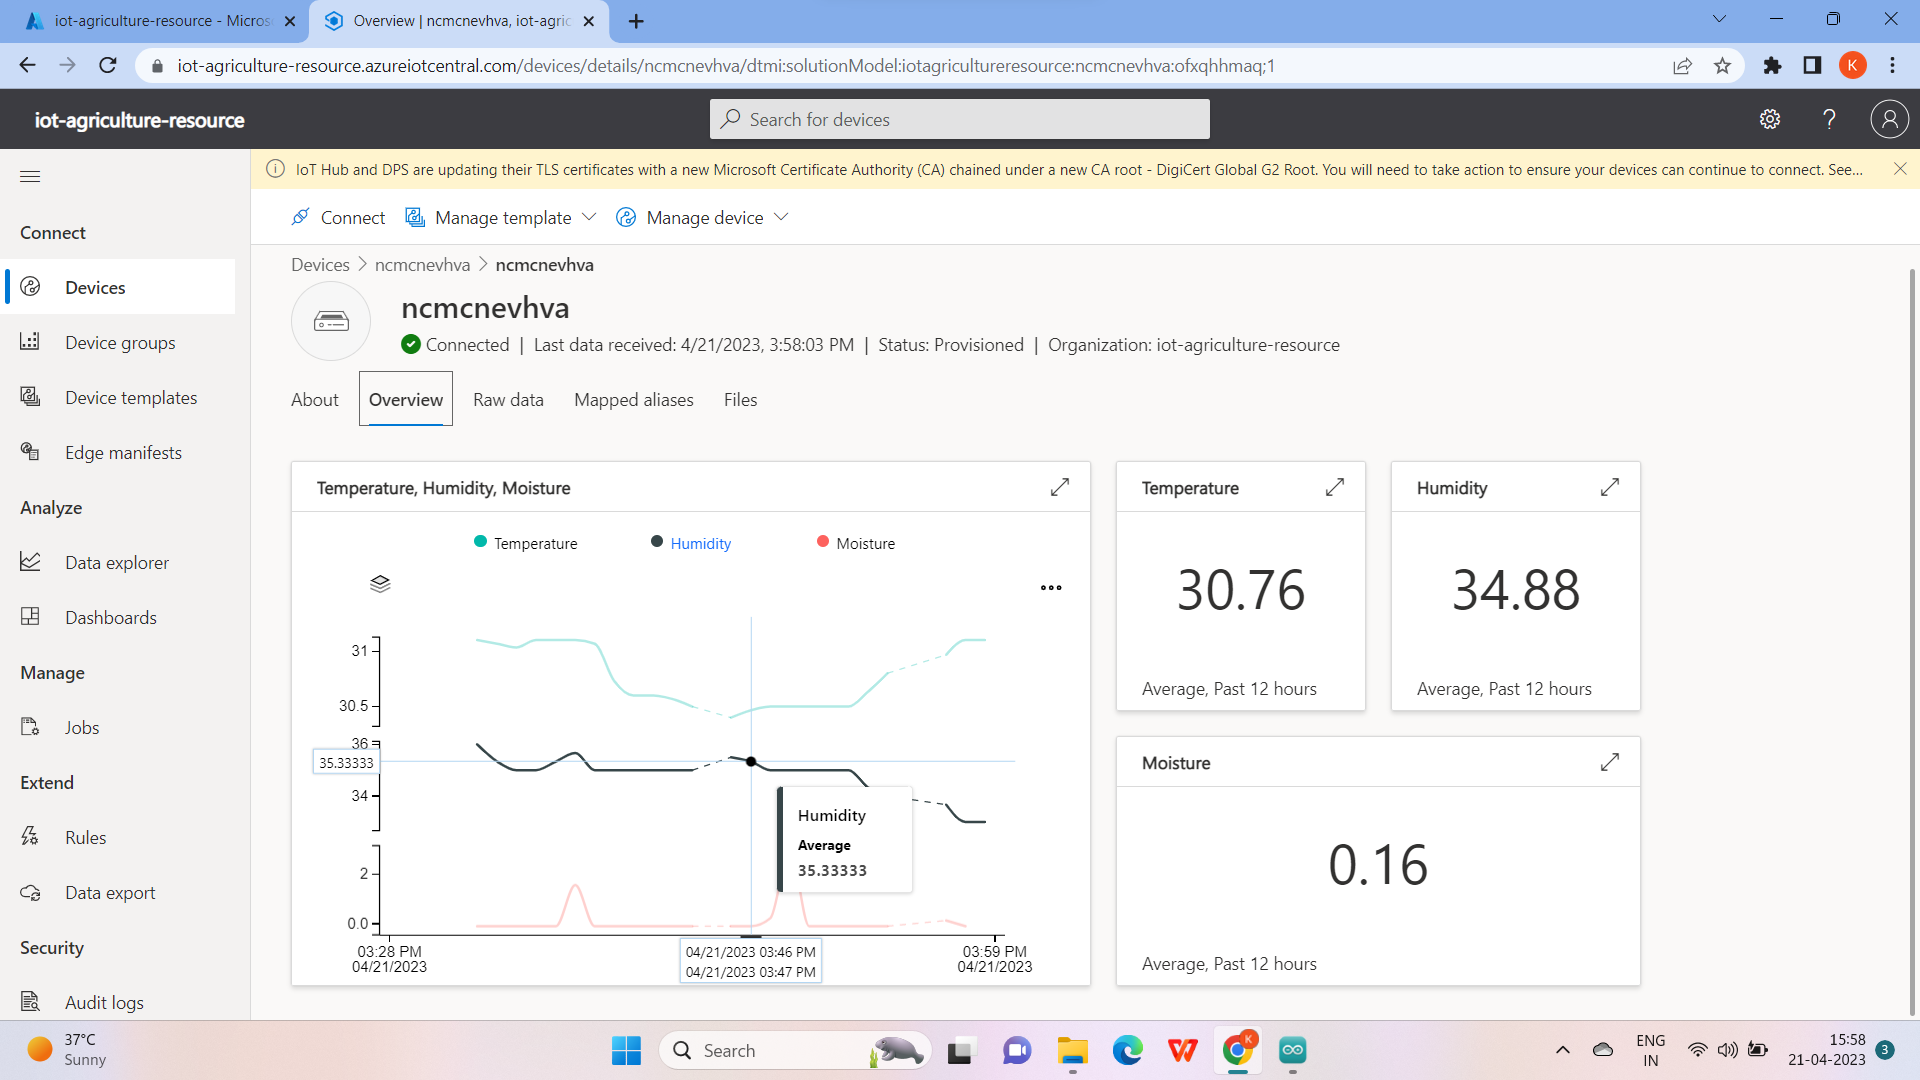 iot-agriculture-resource - Micros
Overview | ncmcnevhva, iot-agric
iot-agriculture-resource.azureiotcentral.com/devices/details/ncmcnevhva/dtmi:solutionModel:iotagricultureresource:ncmcnevhva:ofxqhhmaq;1
K
iot-agriculture-resource
Search for devices
?
IoT Hub and DPS are updating their TLS certificates with a new Microsoft Certificate Authority (CA) chained under a new CA root - DigiCert Global G2 Root. You will need to take action to ensure your devices can continue to connect. See...
Connect
Manage template
Manage device
Connect
Devices
Device groups
Device templates
Edge manifests
Analyze
Data explorer
Dashboards
Manage
Jobs
Extend
Rules
Data export
Security
Audit logs
Devices > ncmcnevhva > ncmcnevhva
ncmcnevhva
Connected | Last data received: 4/21/2023, 3:58:03 PM | Status: Provisioned | Organization: iot-agriculture-resource
About
Overview
Raw data
Mapped aliases
Files
Temperature, Humidity, Moisture
Temperature
Humidity
Moisture
31
30.5
36
35.33333
34
2
0.0
Humidity
Average
35.33333
03:28 PM
04/21/2023
04/21/2023 03:46 PM
04/21/2023 03:47 PM
03:59 PM
04/21/2023
Temperature
30.76
Average, Past 12 hours
Humidity
34.88
Average, Past 12 hours
Moisture
0.16
Average, Past 12 hours
37°C
Sunny
Search
K
ENG
IN
15:58
21-04-2023
3